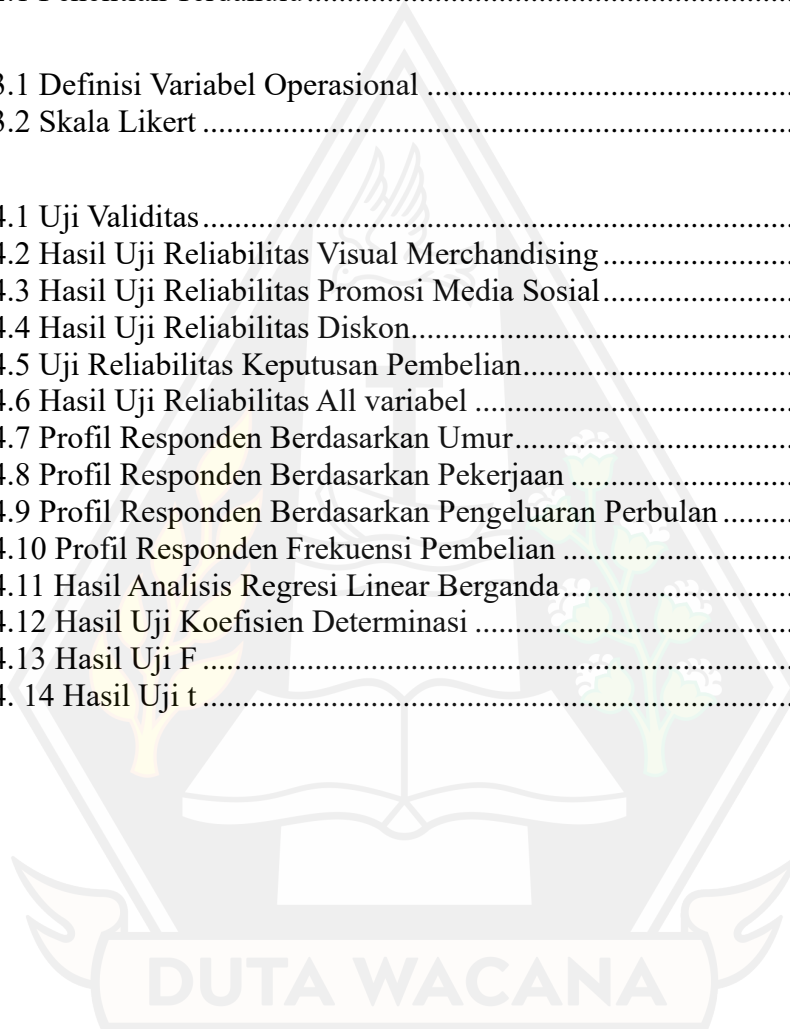 3.1 Definisi Variabel Operasional ..............................................
3.2 Skala Likert ..........................................................................
4.1 Uji Validitas..........................................................................
4.2 Hasil Uji Reliabilitas Visual Merchandising........................
4.3 Hasil Uji Reliabilitas Promosi Media Sosial........................
4.4 Hasil Uji Reliabilitas Diskon...............................................
4.5 Uji Reliabilitas Keputusan Pembelian..................................
4.6 Hasil Uji Reliabilitas All variabel ........................................
4.7 Profil Responden Berdasarkan Umur...................................
4.8 Profil Responden Berdasarkan Pekerjaan ............................
4.9 Profil Responden Berdasarkan Pengeluaran Perbulan .........
4.10 Profil Responden Frekuensi Pembelian .............................
4.11 Hasil Analisis Regresi Linear Berganda.............................
4.12 Hasil Uji Koefisien Determinasi ........................................
4.13 Hasil Uji F..........................................................................
4. 14 Hasil Uji t ..........................................................................
DUTA WACANA